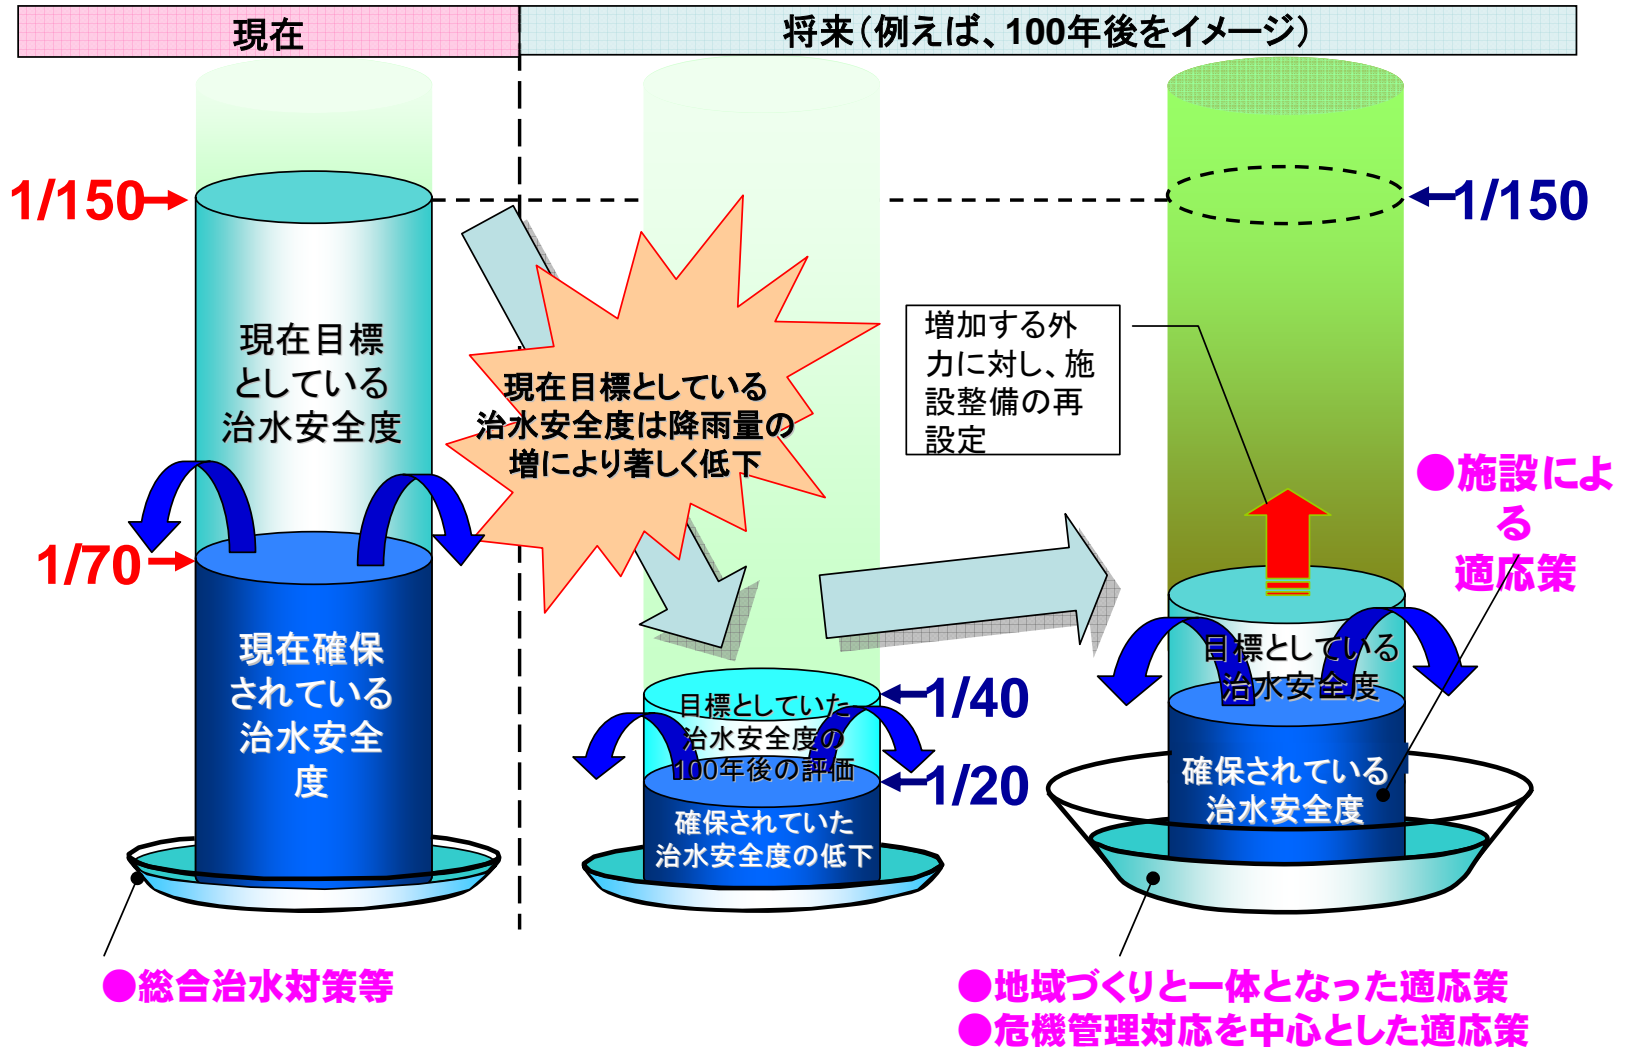 現在
将来（例えば、100年後をイメージ）
1/150
現在目標
としている
治水安全度
1/70
現在確保
されている
治水安全
度
●総合治水対策等
現在目標としている
治水安全度は降雨量の
増により著しく低下
目標としていた
治水安全度の
100年後の評価
1/40
1/20
確保されていた
治水安全度の低下
増加する外
力に対し、施
設整備の再
設定
1/150
●施設によ
る
適応策
目標としている
治水安全度
確保されている
治水安全度
●地域づくりと一体となった適応策
●危機管理対応を中心とした適応策